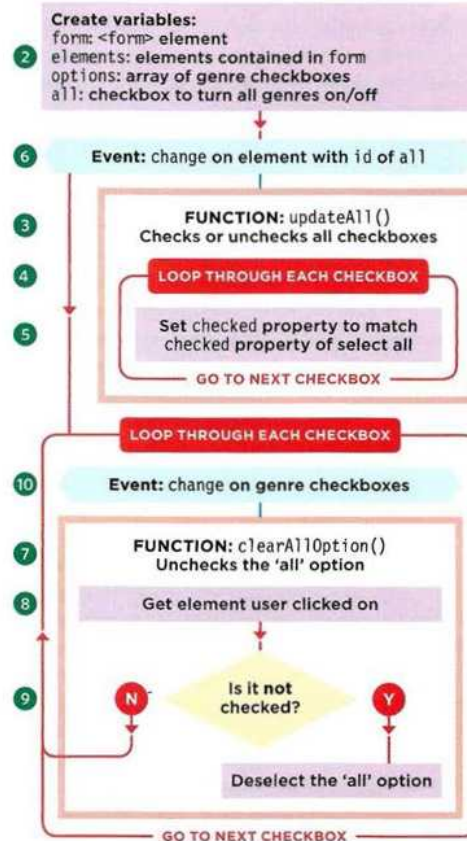 Create variables:
form: <form> element
2
elements: elements contained in form
options: array of genre checkboxes
all: checkbox to turn all genres on/off
6
Event: change on element with id of all
3
FUNCTION: updateAll()
Checks or unchecks all checkboxes
4
LOOP THROUGH EACH CHECKBOX
5
Set checked property to match
checked property of select all
GO TO NEXT CHECKBOX
LOOP THROUGH EACH CHECKBOX
10
Event: change on genre checkboxes
7
FUNCTION: clearAllOption()
Unchecks the 'all' option
8
Get element user clicked on
9
N
Is it not
checked?
Y
Deselect the 'all' option
GO TO NEXT CHECKBOX